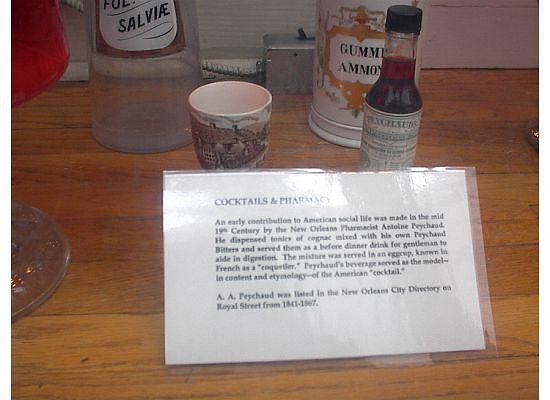 FOL.
SALVIÆ
GUMMI
AMMON
PEYCHAUD'S
COCKTAILS & PHARMACY
An early contribution to American social life was made in the mid
19th Century by the New Orleans Pharmacist Antoine Peychaud.
He dispensed tonics of cognac mixed with his own Peychaud
Bitters and served them as a before dinner drink for gentleman to
aide in digestion. The mixture was served in an eggcup, known in
French as a "coquetier." Peychaud's beverage served as the model--
in content and etymology--of the American "cocktail."
A. A. Peychaud was listed in the New Orleans City Directory on
Royal Street from 1841-1867.